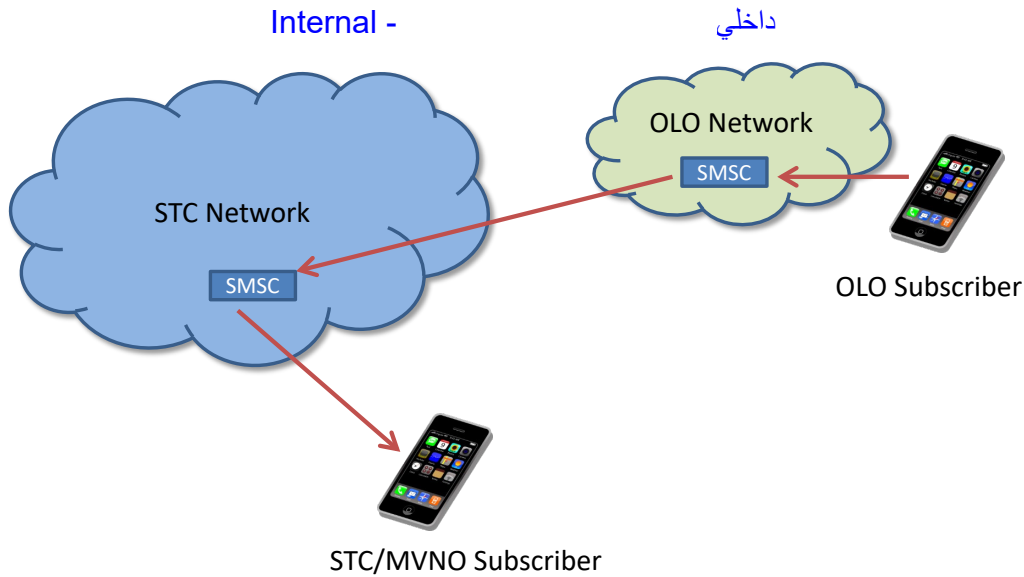 Internal - داخلي
OLO Network
SMSC
STC Network
SMSC
OLO Subscriber
STC/MVNO Subscriber